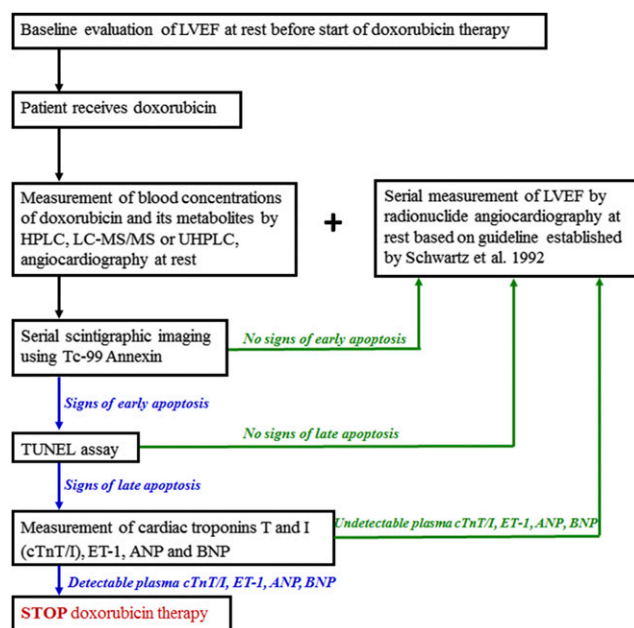 Baseline evaluation of LVEF at rest before start of doxorubicin therapy
Patient receives doxorubicin
Measurement of blood concentrations
of doxorubicin and its metabolites by
HPLC, LC-MS/MS or UHPLC,
angiocardiography at rest
+
Serial measurement of LVEF by
radionuclide angiocardiography at
rest based on guideline established
by Schwartz et al. 1992
Serial scintigraphic imaging
using Tc-99 Annexin
No signs of early apoptosis
Signs of early apoptosis
TUNEL assay
No signs of late apoptosis
Signs of late apoptosis
Measurement of cardiac troponins T and I
(cTnT/I), ET-1, ANP and BNP
Undetectable plasma cTnT/I, ET-1, ANP, BNP
Detectable plasma cTnT/I, ET-1, ANP, BNP
STOP doxorubicin therapy